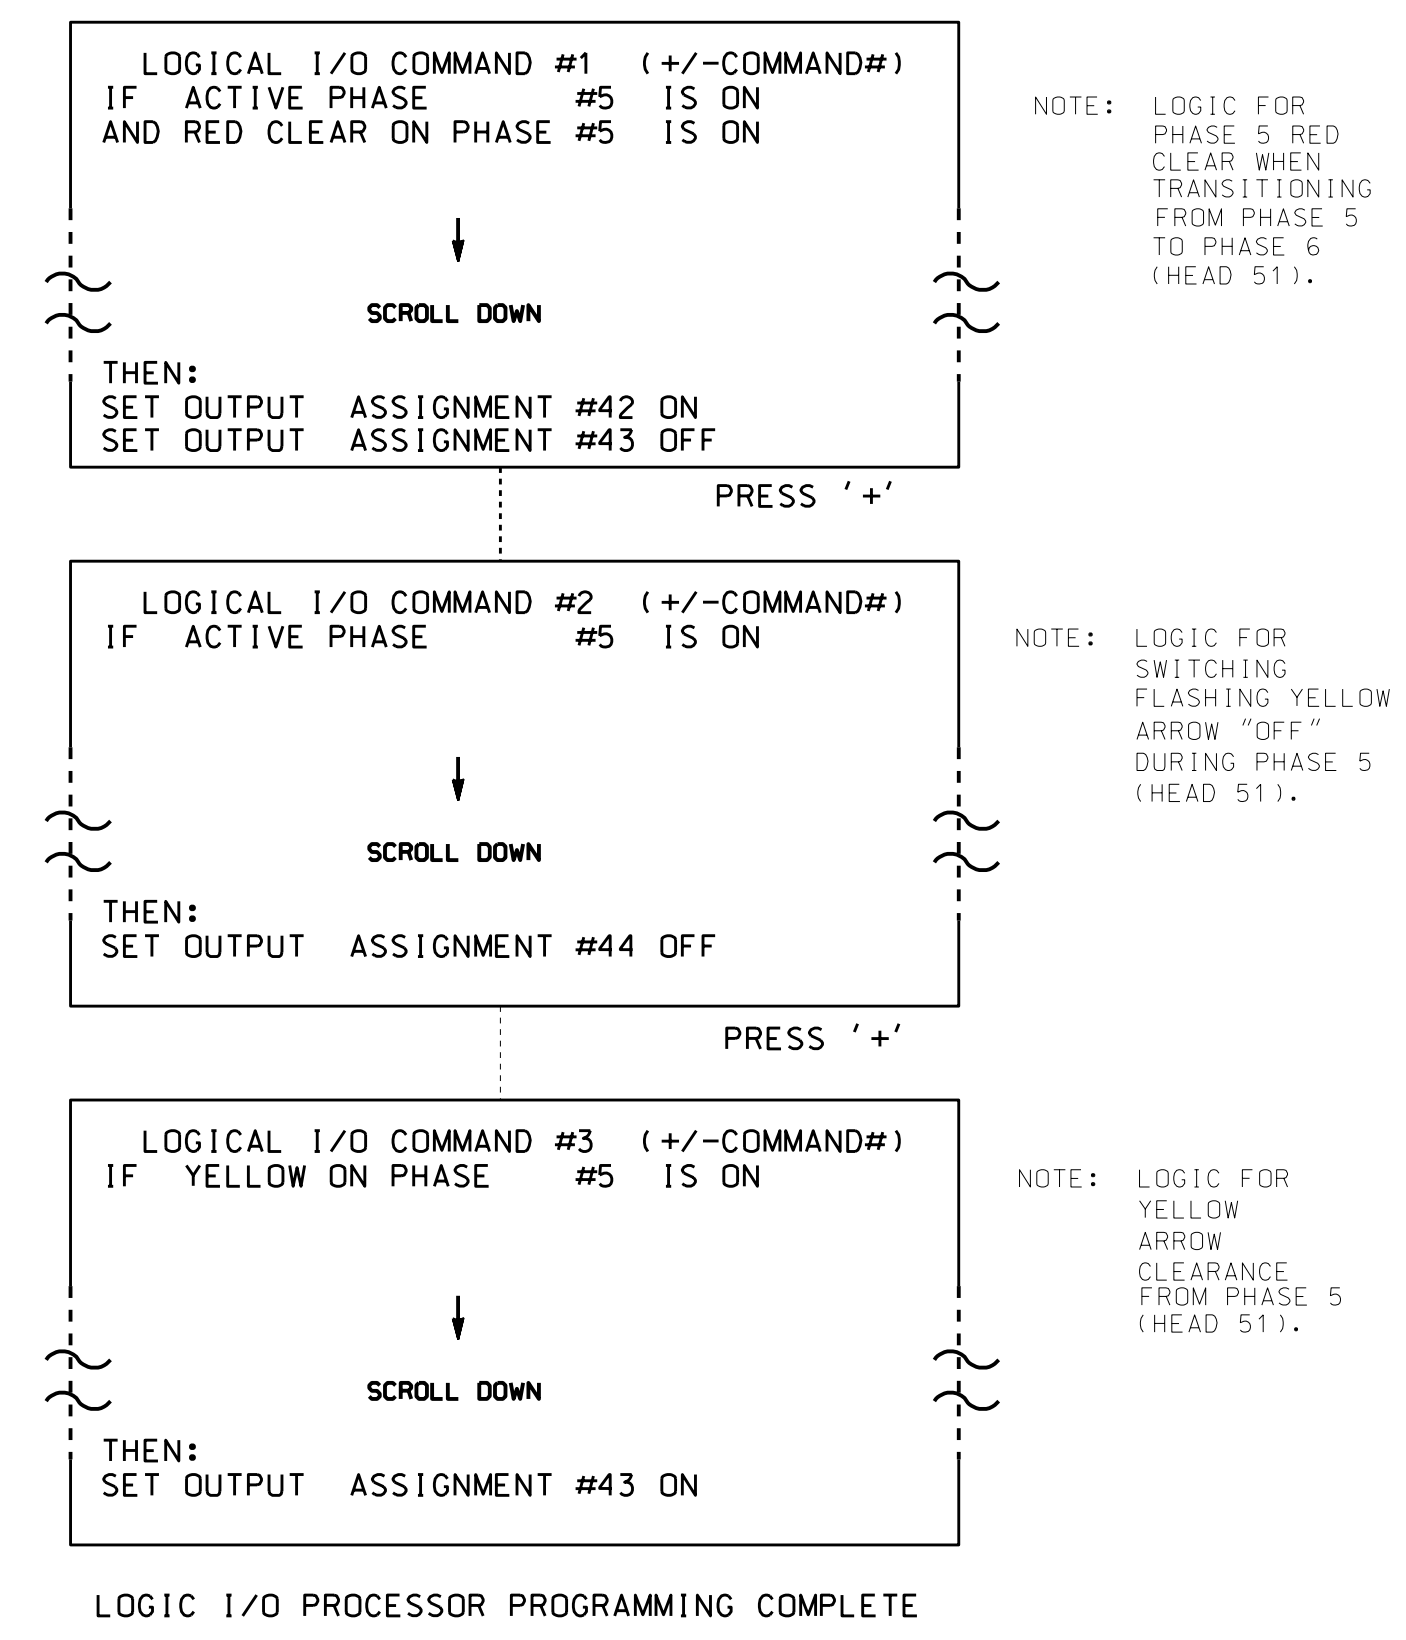 LOGICAL I/O COMMAND #1 (+/-COMMAND#)
IF ACTIVE PHASE #5 IS ON
AND RED CLEAR ON PHASE #5 IS ON
SCROLL DOWN
THEN:
SET OUTPUT ASSIGNMENT #42 ON
SET OUTPUT ASSIGNMENT #43 OFF
NOTE: LOGIC FOR
PHASE 5 RED
CLEAR WHEN
TRANSITIONING
FROM PHASE 5
TO PHASE 6
(HEAD 51).
PRESS '+'
LOGICAL I/O COMMAND #2 (+/-COMMAND#)
IF ACTIVE PHASE #5 IS ON
SCROLL DOWN
THEN:
SET OUTPUT ASSIGNMENT #44 OFF
NOTE: LOGIC FOR
SWITCHING
FLASHING YELLOW
ARROW "OFF"
DURING PHASE 5
(HEAD 51).
PRESS '+'
LOGICAL I/O COMMAND #3 (+/-COMMAND#)
IF YELLOW ON PHASE #5 IS ON
SCROLL DOWN
THEN:
SET OUTPUT ASSIGNMENT #43 ON
NOTE: LOGIC FOR
YELLOW
ARROW
CLEARANCE
FROM PHASE 5
(HEAD 51).
LOGIC I/O PROCESSOR PROGRAMMING COMPLETE